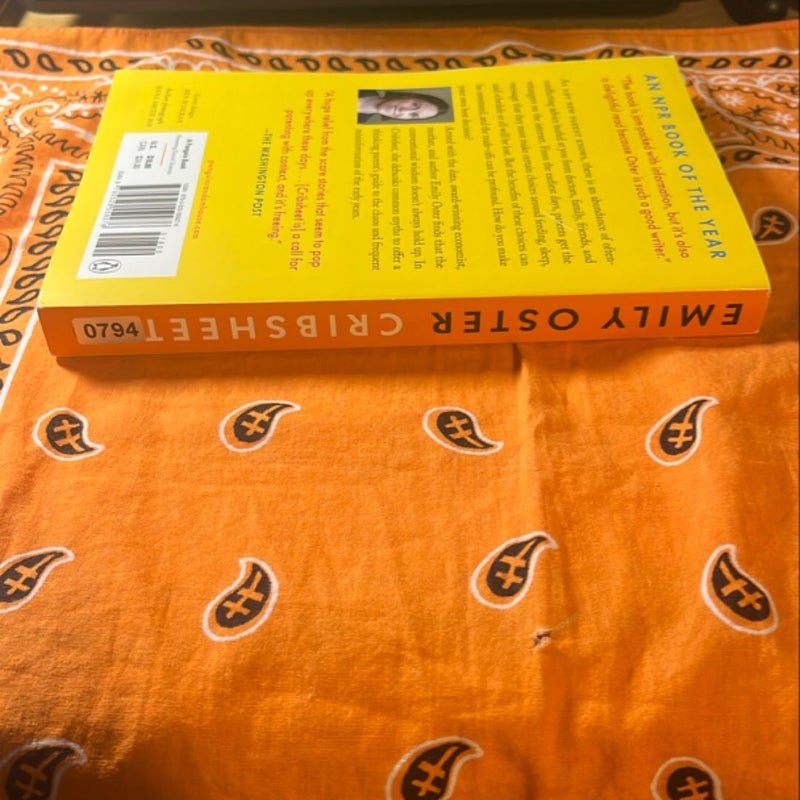 AN NPR BOOK OF THE YEAR
"The book is jam-packed with information, but it's also
a delightful read because Oster is such a good writer."
AS ANY NEW PARENT KNOWS, there is an abundance of often-
conflicting advice hurled at you from doctors, family, friends, and
strangers on the internet. From the earliest days, parents get the
message that they must make certain choices around feeding, sleep,
and schedule or all will be lost. But the benefits of these choices can
be overstated, and the trade-offs can be profound. How do you make
your own best decision?
Armed with the data, award-winning economist,
mother, and author Emily Oster finds that the
conventional wisdom doesn't always hold up. In
Cribsheet, she debunks common myths to offer a
thinking parent's guide to the chaos and frequent
misinformation of the early years.
"A huge relief from the scare stories that seem to pop
up everywhere these days. . . . [Cribsheet is] a call for
parenting with context, and it's freeing."
—THE WASHINGTON POST
penguinrandomhouse.com
A Penguin Book
U.S.
CAN.
EMILY OSTER CRIBSHEET
0794